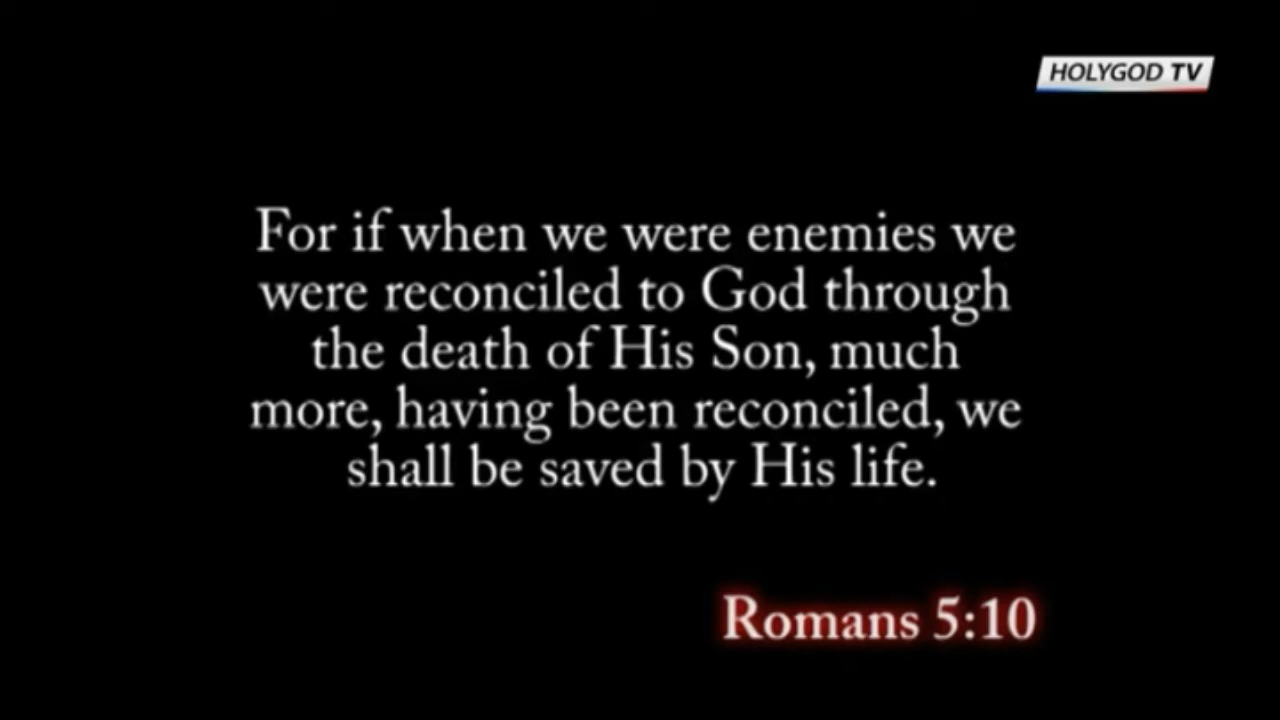 HOLYGOD TV
For if when we were enemies we
were reconciled to God through
the death of His Son, much
more, having been reconciled, we
shall be saved by His life.
Romans 5:10